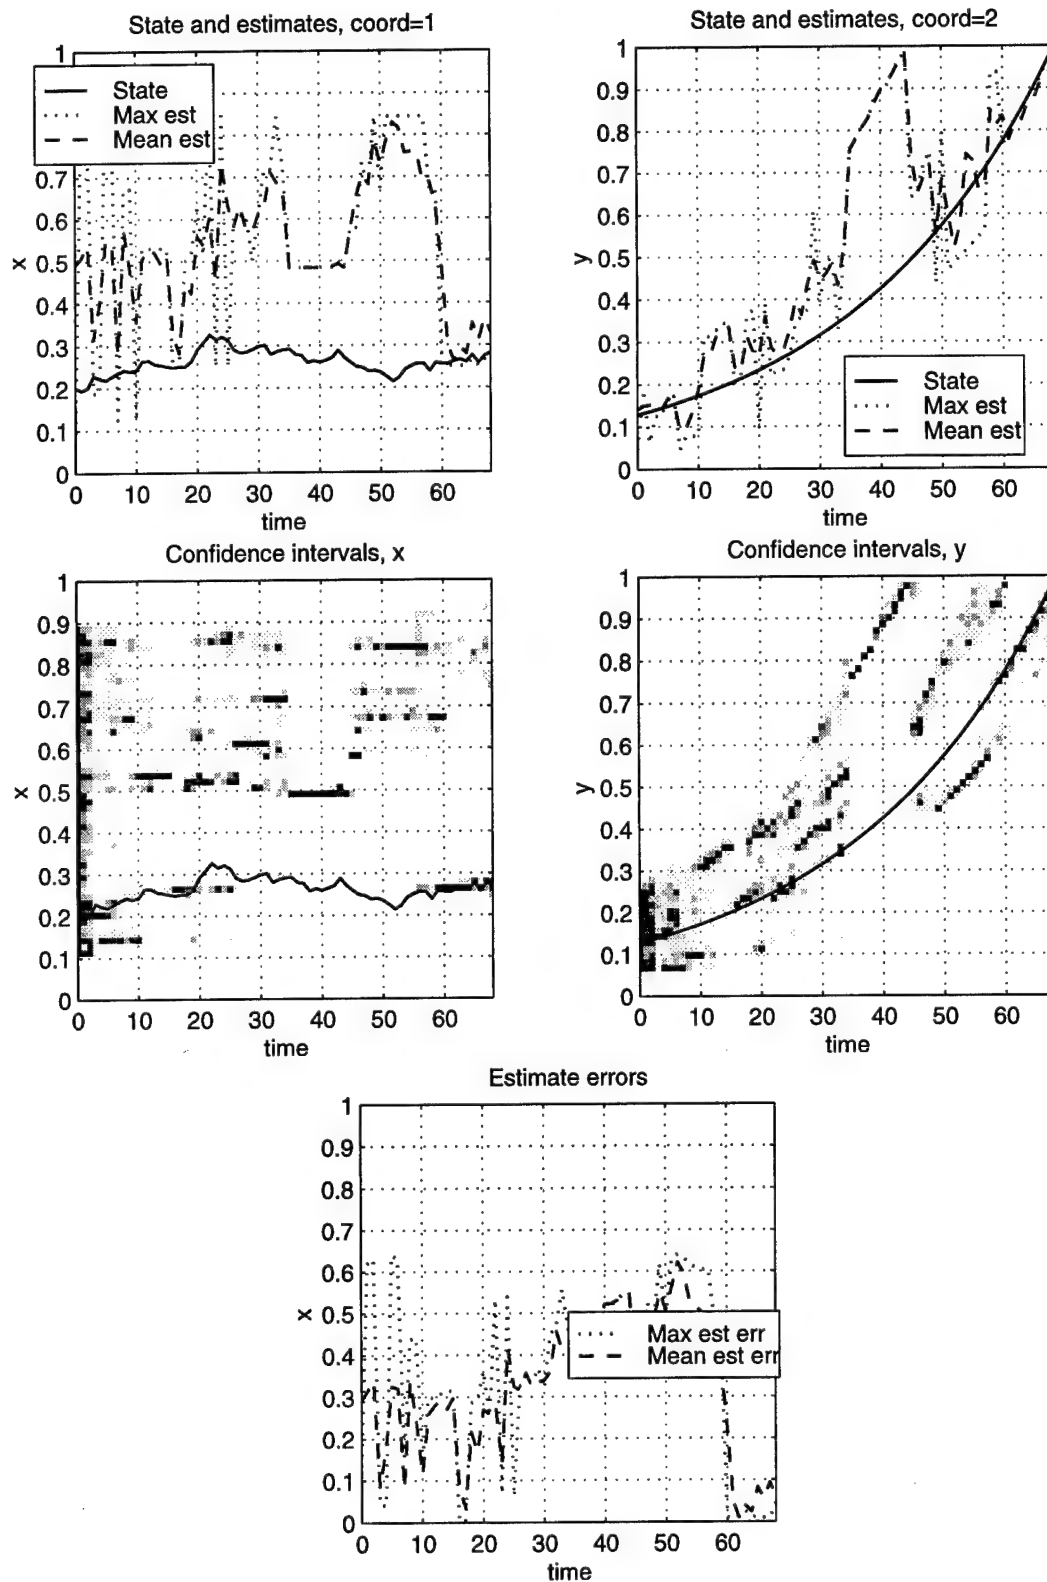 State and estimates, coord=1
1
State
Max est
Mean est
0.7
0.6
0.5
0.4
0.3
0.2
0.1
0
x
0 10 20 30 40 50 60
time
State and estimates, coord=2
1
0.9
0.8
0.7
0.6
0.5
0.4
0.3
0.2
0.1
0
y
State
Max est
Mean est
0 10 20 30 40 50 60
time
Confidence intervals, x
1
0.9
0.8
0.7
0.6
0.5
0.4
0.3
0.2
0.1
0
x
0 10 20 30 40 50 60
time
Confidence intervals, y
1
0.9
0.8
0.7
0.6
0.5
0.4
0.3
0.2
0.1
0
y
0 10 20 30 40 50 60
time
Estimate errors
1
0.9
0.8
0.7
0.6
0.5
0.4
0.3
0.2
0.1
0
x
Max est err
Mean est err
0 10 20 30 40 50 60
time